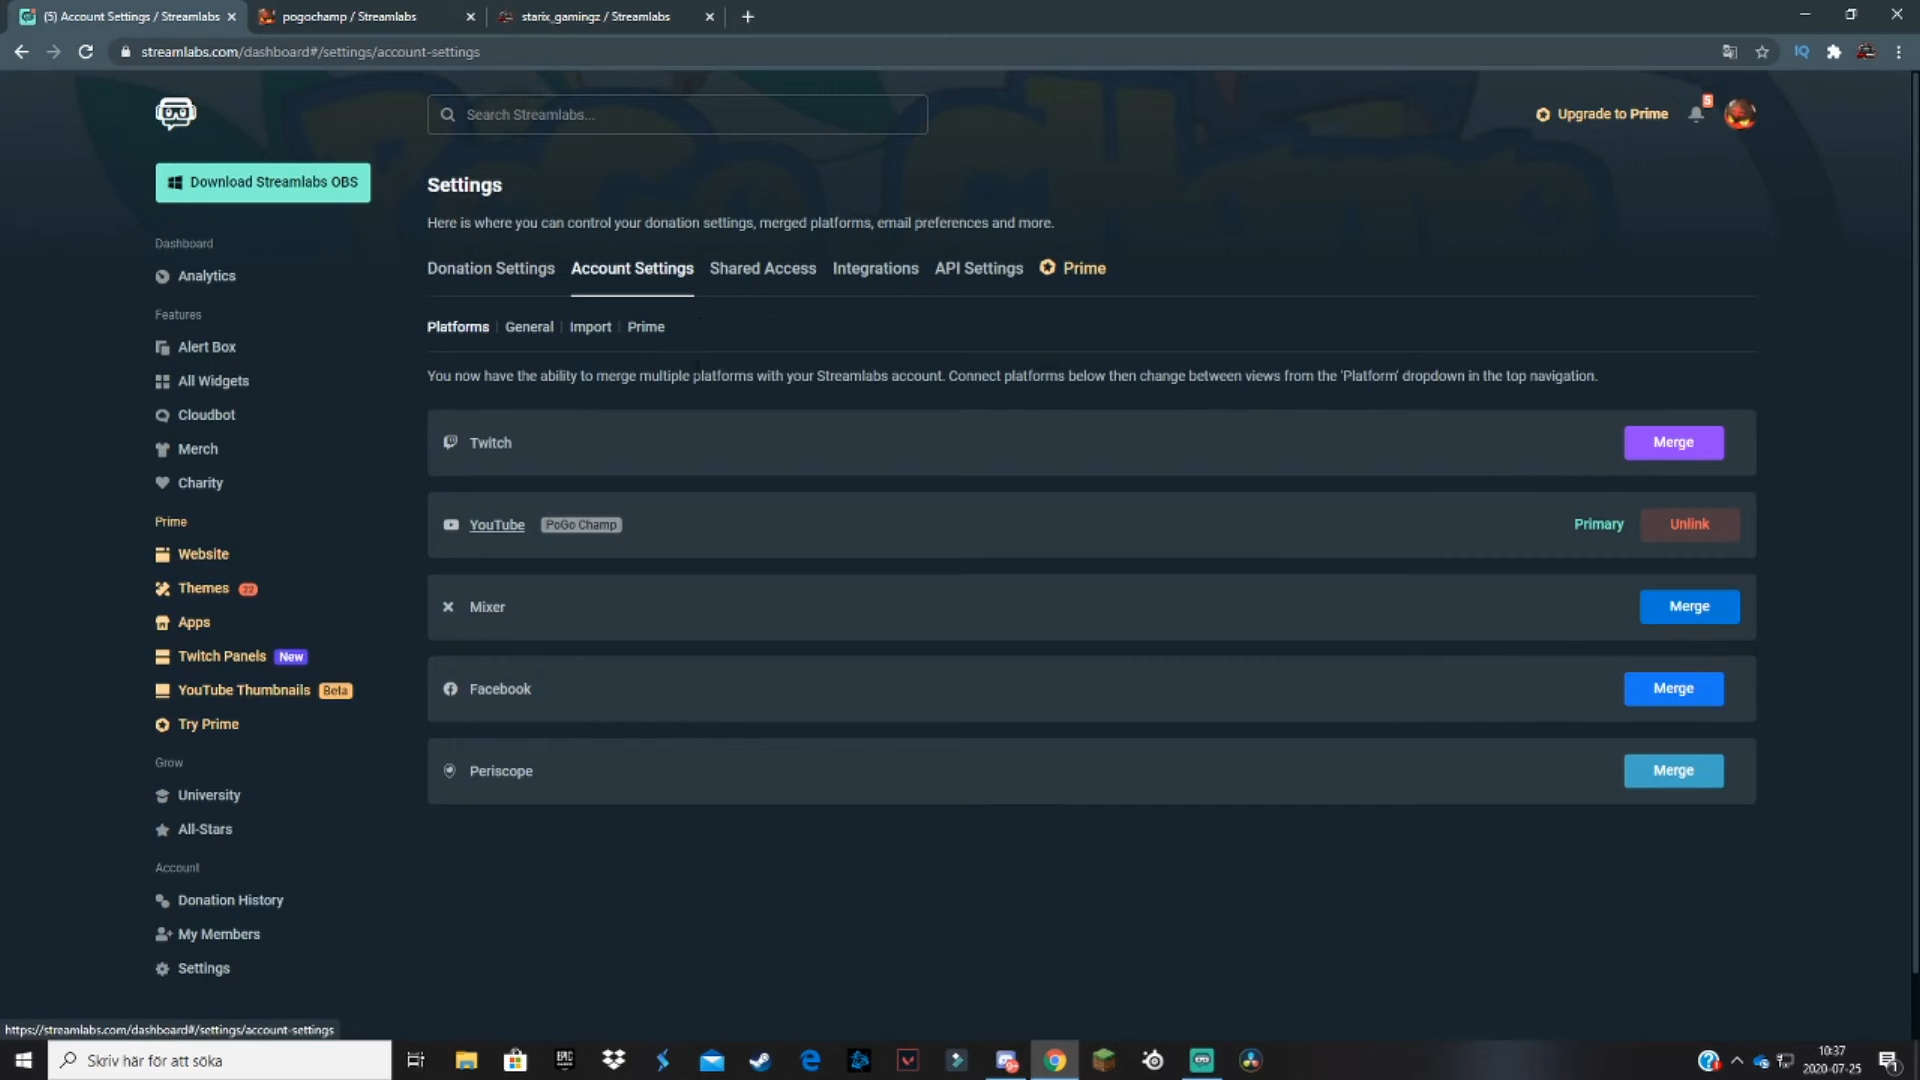 (5) Account Settings / Streamlabs
pogochamp / Streamlabs
starix_gamingz / Streamlabs
streamlabs.com/dashboard#/settings/account-settings
Search Streamlabs...
Upgrade to Prime
5
Download Streamlabs OBS
Dashboard
Analytics
Features
Alert Box
All Widgets
Cloudbot
Merch
Charity
Prime
Website
Themes 22
Apps
Twitch Panels New
YouTube Thumbnails Beta
Try Prime
Grow
University
All-Stars
Account
Donation History
My Members
Settings
Settings
Here is where you can control your donation settings, merged platforms, email preferences and more.
Donation Settings Account Settings Shared Access Integrations API Settings Prime
Platforms General Import Prime
You now have the ability to merge multiple platforms with your Streamlabs account. Connect platforms below then change between views from the 'Platform' dropdown in the top navigation.
Twitch Merge
YouTube PoGo Champ Primary Unlink
Mixer Merge
Facebook Merge
Periscope Merge
https://streamlabs.com/dashboard#/settings/account-settings
Skriv här för att söka
EPIC GAMES
10:37
2020-07-25
1